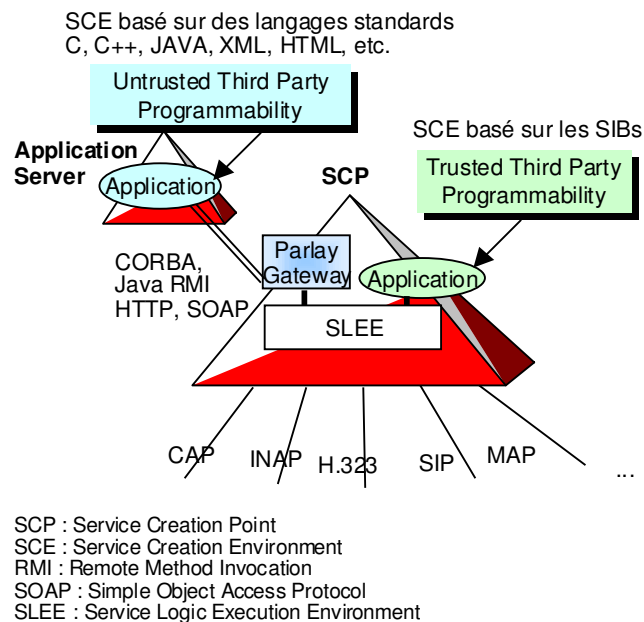 SCE basé sur des langages standards
C, C++, JAVA, XML, HTML, etc.
Untrusted Third Party
Programmability
SCE basé sur les SIBs
Trusted Third Party
Programmability
Application
Server
Application
SCP
CORBA,
Java RMI
HTTP, SOAP
Parlay
Gateway
Application
SLEE
CAP
INAP
H.323
SIP
MAP
...
SCP : Service Creation Point
SCE : Service Creation Environment
RMI : Remote Method Invocation
SOAP : Simple Object Access Protocol
SLEE : Service Logic Execution Environment